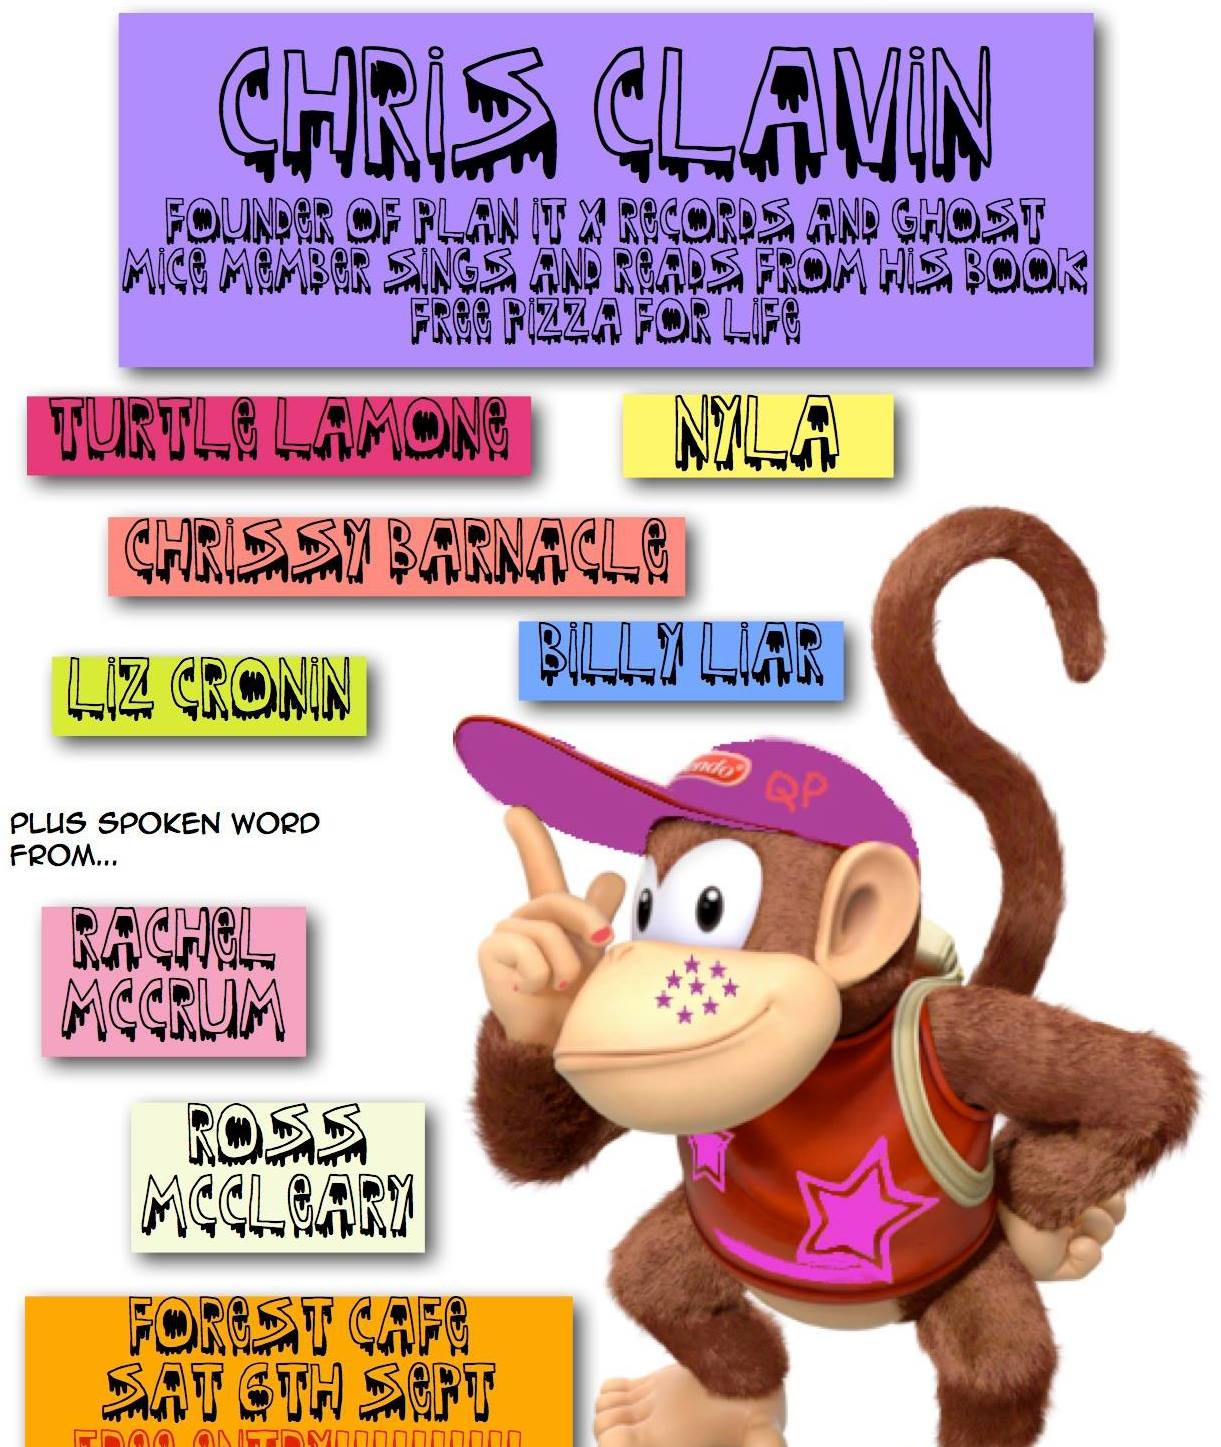 CHRiS CLAViN
FOUNDeR OF PLAN iT X ReCORDS AND GHOST
MiCe MeMBeR SiNGS AND ReADS FROM HiS BOOK
FRee PiZZA FOR LiFe
TURTLe LAMONe
NYLA
CHRiSSY BARNACLe
BiLLY LiAR
LiZ CRONiN
QP
PLUS SPOKEN WORD
FROM...
RACHeL
MCCRUM
ROSS
MCCLeARY
FOReST CAFe
SAT 6TH SePT
FRee eNTRY!!!!!!!!!!!